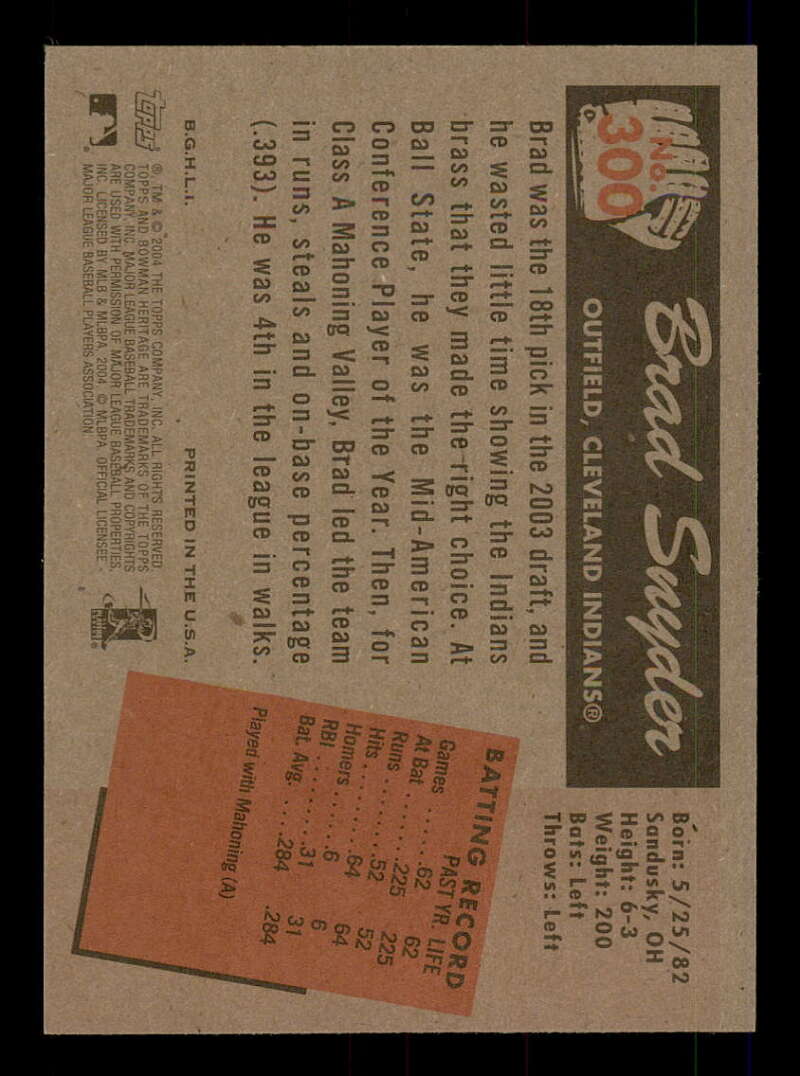 No.
300
Brad Snyder
OUTFIELD, CLEVELAND INDIANS®
Born: 5/25/82
Sandusky, OH
Height: 6-3
Weight: 200
Bats: Left
Throws: Left
Brad was the 18th pick in the 2003 draft, and
he wasted little time showing the Indians
brass that they made the right choice. At
Ball State, he was the Mid-American
Conference Player of the Year. Then, for
Class A Mahoning Valley, Brad led the team
in runs, steals and on-base percentage
(.393). He was 4th in the league in walks.
BATTING RECORD
PAST YR. LIFE
Games . . . . . . 62 62
At Bat . . . . . . 225 225
Runs . . . . . . . 52 52
Hits . . . . . . . . 64 64
Homers . . . . . 6 6
RBI . . . . . . . . 31 31
Bat. Avg. . . . .284 .284
Played with Mahoning (A)
B.G.H.L.I. PRINTED IN THE U.S.A.
Topps
® TM & © 2004 THE TOPPS COMPANY, INC. ALL RIGHTS RESERVED.
TOPPS AND BOWMAN HERITAGE ARE TRADEMARKS OF THE TOPPS
COMPANY, INC. MAJOR LEAGUE BASEBALL TRADEMARKS AND COPYRIGHTS
ARE USED WITH PERMISSION OF MAJOR LEAGUE BASEBALL PROPERTIES,
INC. LICENSED BY MLB & MLBPA 2004. © MLBPA OFFICIAL LICENSEE -
MAJOR LEAGUE BASEBALL PLAYERS ASSOCIATION